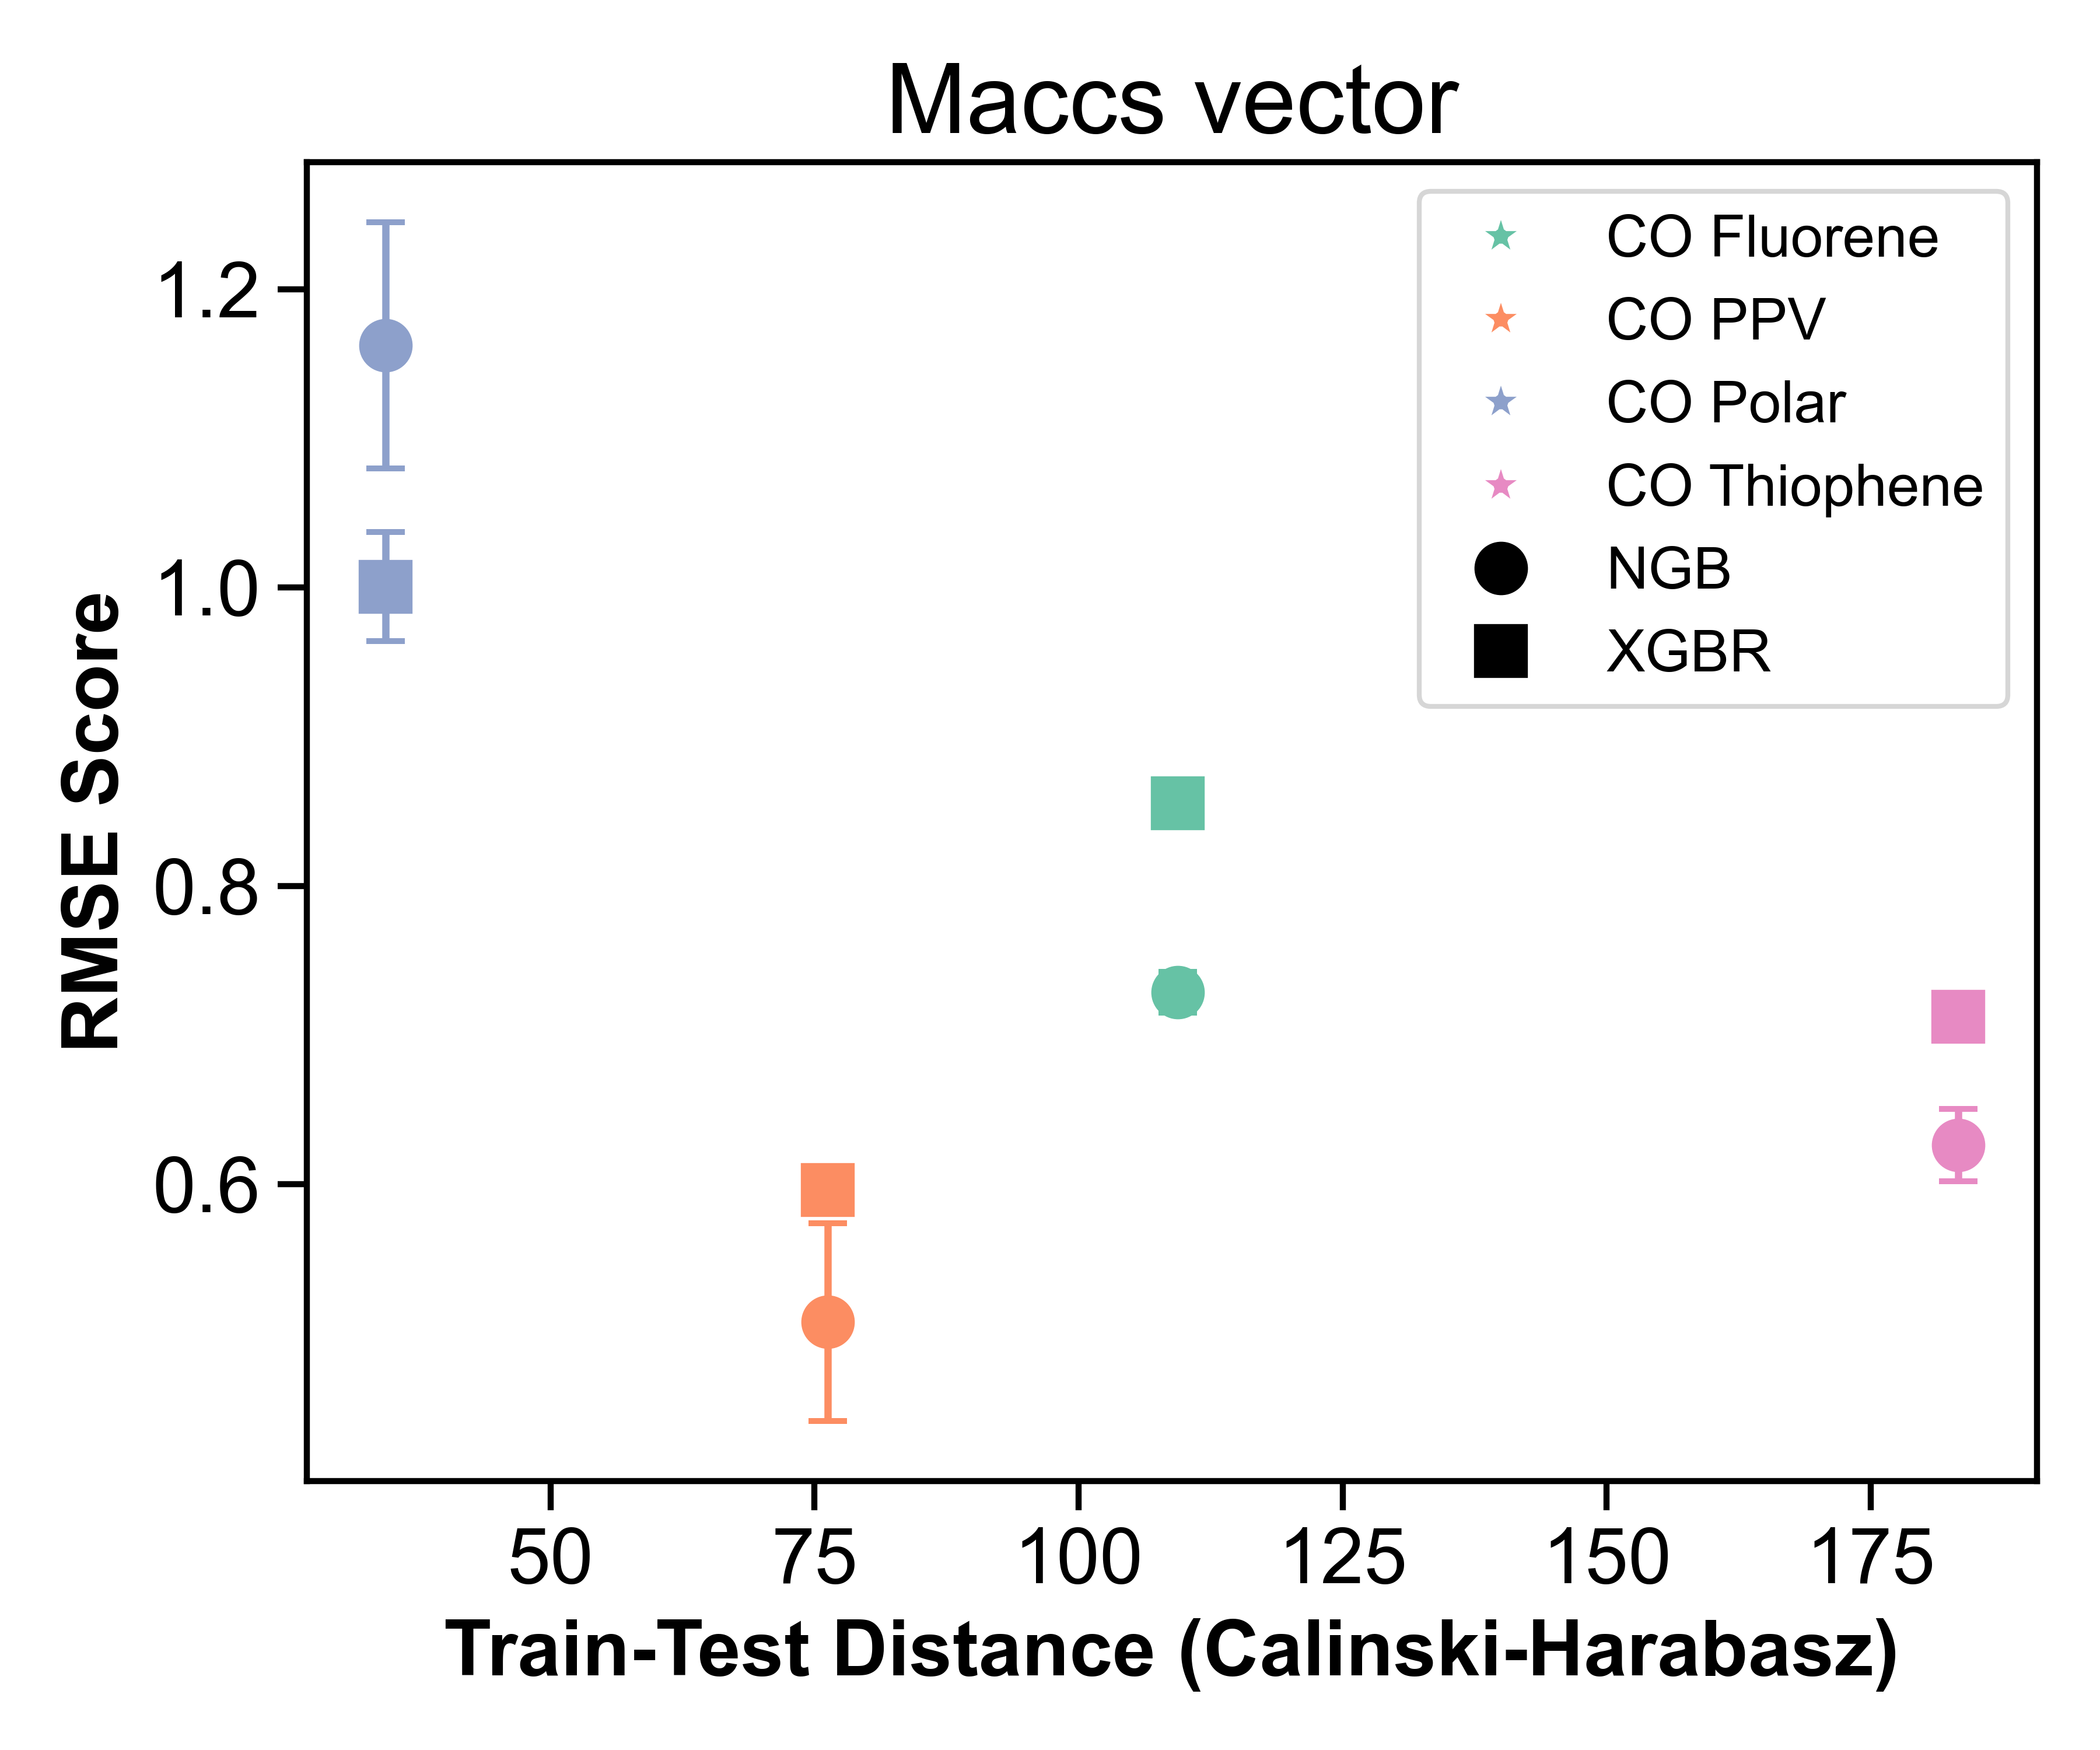 Maccs vector
CO Fluorene
CO PPV
CO Polar
CO Thiophene
NGB
XGBR
RMSE Score
1.2
1.0
0.8
0.6
50 75 100 125 150 175
Train-Test Distance (Calinski-Harabasz)